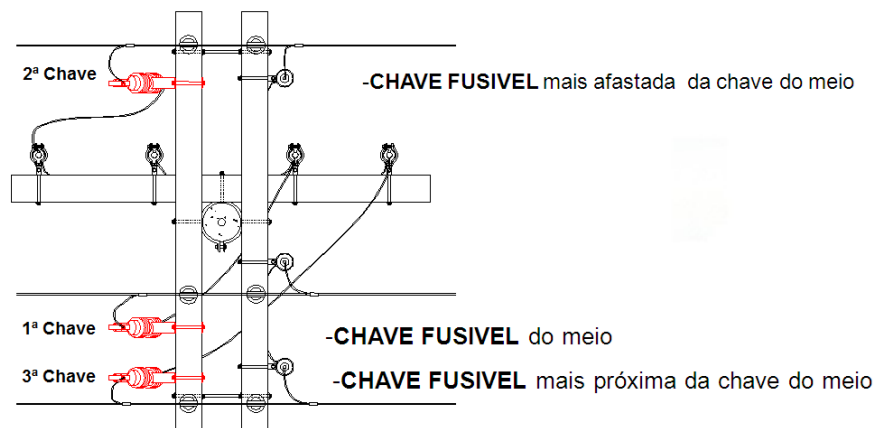 2ª Chave
-CHAVE FUSIVEL mais afastada da chave do meio
1ª Chave
-CHAVE FUSIVEL do meio
3ª Chave
-CHAVE FUSIVEL mais próxima da chave do meio